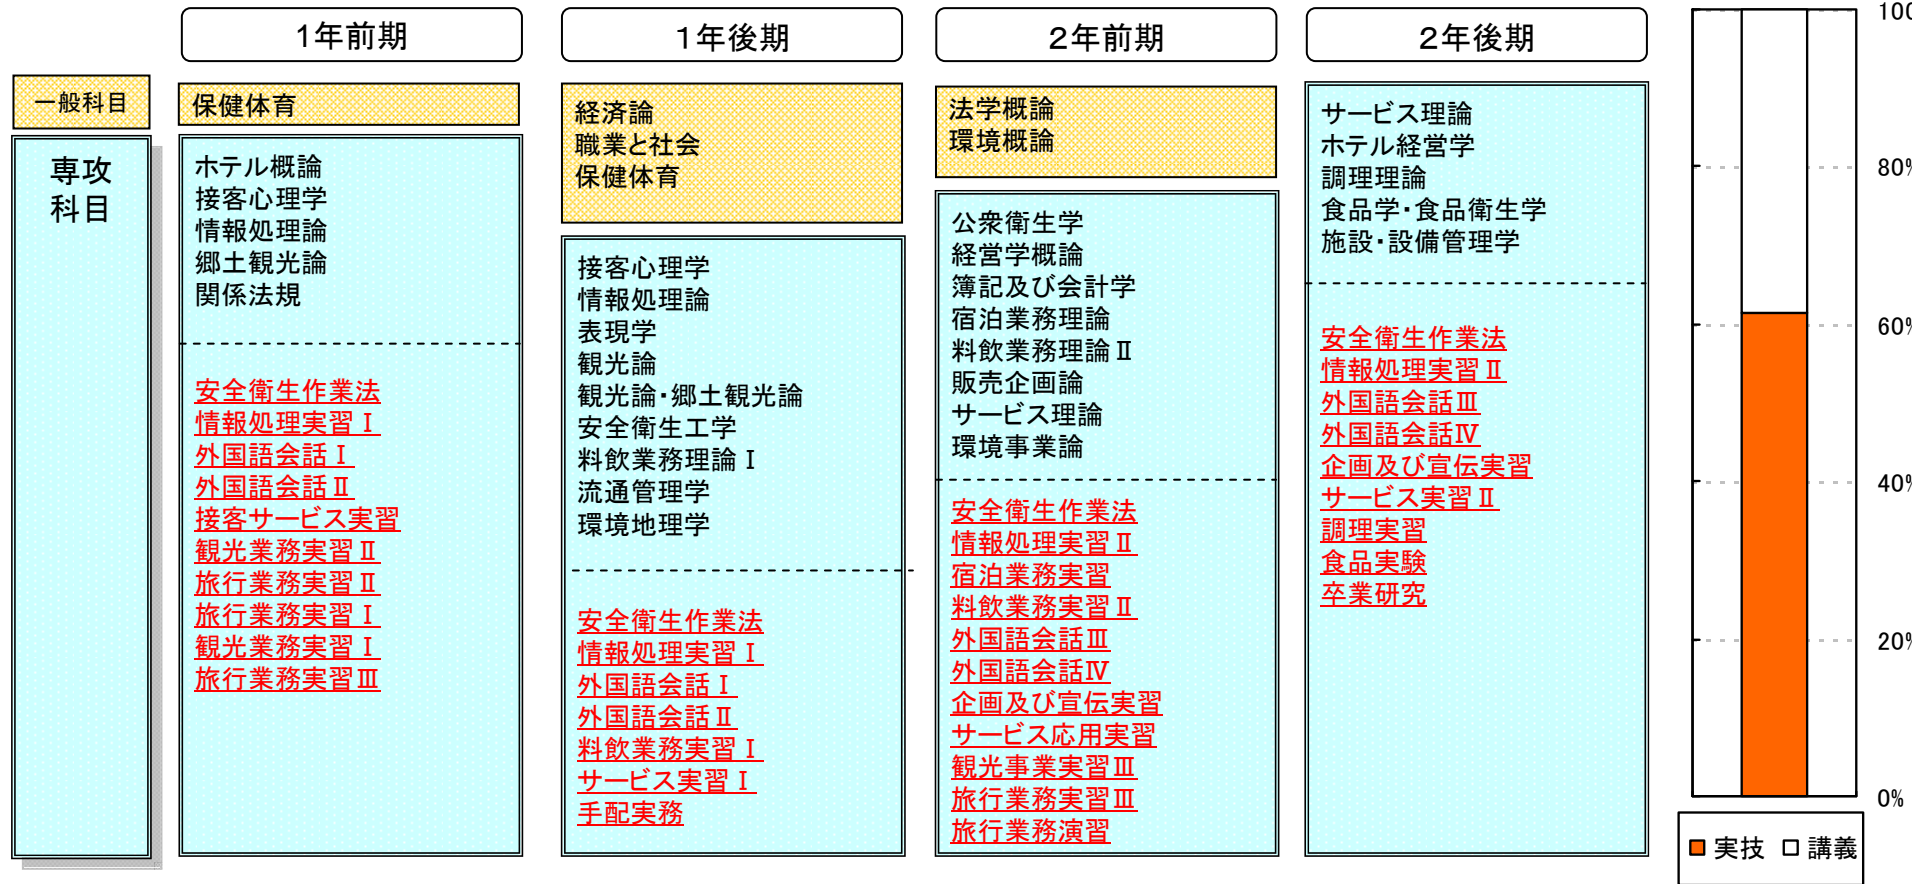 1年前期
1年後期
2年前期
2年後期
一般科目
専攻
科目
保健体育
ホテル概論
接客心理学
情報処理論
郷土観光論
関係法規
安全衛生作業法
情報処理実習Ⅰ
外国語会話Ⅰ
外国語会話Ⅱ
接客サービス実習
観光業務実習Ⅱ
旅行業務実習Ⅱ
旅行業務実習Ⅰ
観光業務実習Ⅰ
旅行業務実習Ⅲ
経済論
職業と社会
保健体育
接客心理学
情報処理論
表現学
観光論
観光論・郷土観光論
安全衛生工学
料飲業務理論Ⅰ
流通管理学
環境地理学
安全衛生作業法
情報処理実習Ⅰ
外国語会話Ⅰ
外国語会話Ⅱ
料飲業務実習Ⅰ
サービス実習Ⅰ
手配実務
法学概論
環境概論
公衆衛生学
経営学概論
簿記及び会計学
宿泊業務理論
料飲業務理論Ⅱ
販売企画論
サービス理論
環境事業論
安全衛生作業法
情報処理実習Ⅱ
宿泊業務実習
料飲業務実習Ⅱ
外国語会話Ⅲ
外国語会話Ⅳ
企画及び宣伝実習
サービス応用実習
観光事業実習Ⅲ
旅行業務実習Ⅲ
旅行業務演習
サービス理論
ホテル経営学
調理理論
食品学・食品衛生学
施設・設備管理学
安全衛生作業法
情報処理実習Ⅱ
外国語会話Ⅲ
外国語会話Ⅳ
企画及び宣伝実習
サービス実習Ⅱ
調理実習
食品実験
卒業研究
100
80%
60%
40%
20%
0%
実技 講義